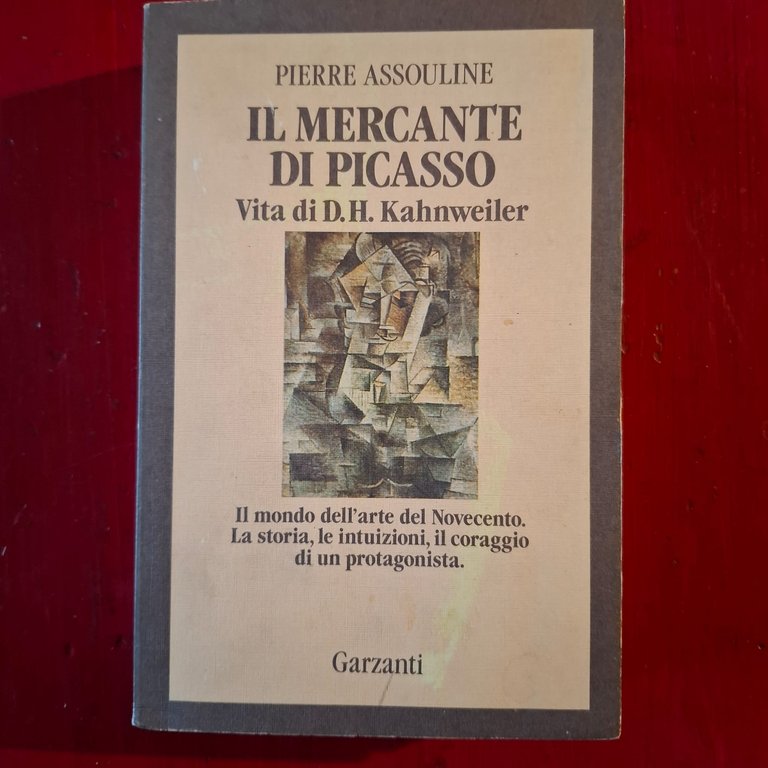 PIERRE ASSOULINE
IL MERCANTE
DI PICASSO
Vita di D.H. Kahnweiler
Il mondo dell'arte del Novecento.
La storia, le intuizioni, il coraggio
di un protagonista.
Garzanti